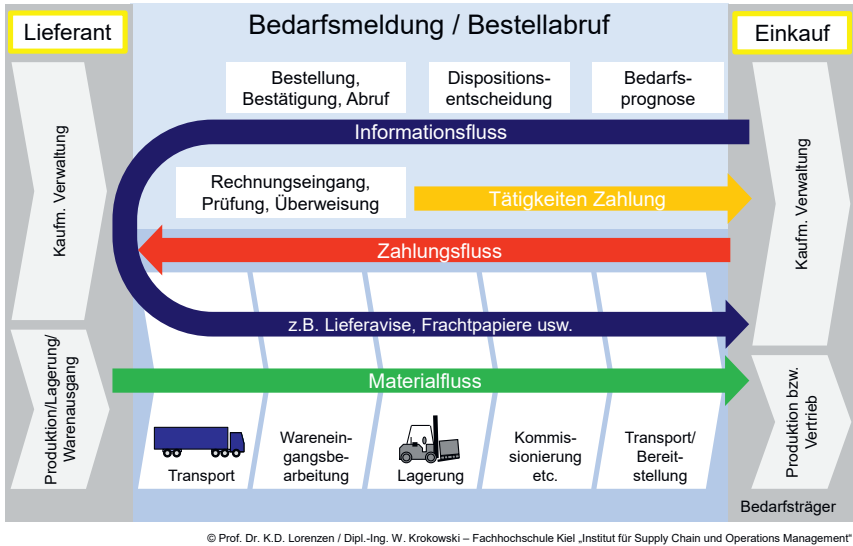 Lieferant
Bedarfsmeldung / Bestellabruf
Einkauf
Bestellung,
Bestätigung, Abruf
Dispositions-
entscheidung
Bedarfs-
prognose
Informationsfluss
Kaufm. Verwaltung
Rechnungseingang,
Prüfung, Überweisung
Tätigkeiten Zahlung
Kaufm. Verwaltung
Zahlungsfluss
z.B. Lieferavise, Frachtpapiere usw.
Produktion/Lagerung/
Warenausgang
Materialfluss
Produktion bzw.
Vertrieb
Transport
Warenein-
gangsbe-
arbeitung
Lagerung
Kommis-
sionierung
etc.
Transport/
Bereit-
stellung
Bedarfsträger
© Prof. Dr. K.D. Lorenzen / Dipl.-Ing. W. Krokowski – Fachhochschule Kiel „Institut für Supply Chain und Operations Management"